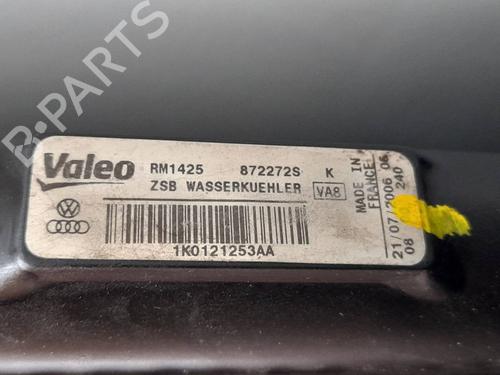 B-PARTS
Valeo RM1425 872272S K
ZSB WASSERKUEHLER VA8
1K0121253AA
MADE IN
FRANCE
21/07/2006 06
08 240